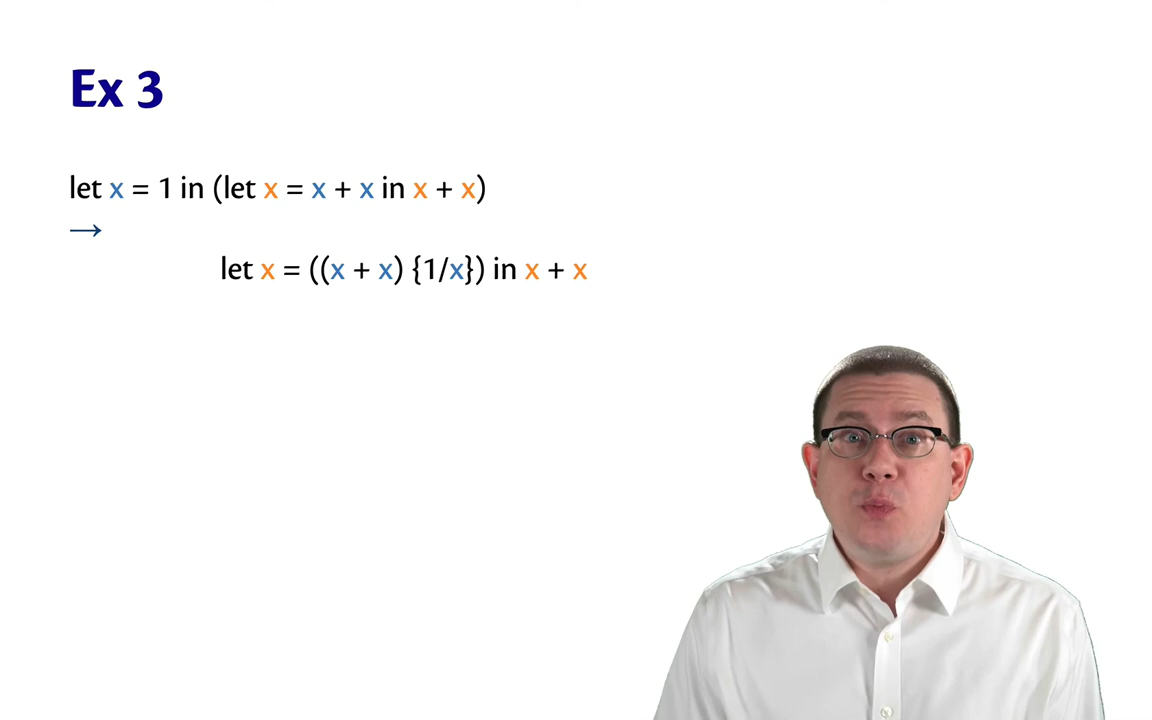 Ex 3
let x = 1 in (let x = x + x in x + x)
→
let x = ((x + x) {1/x}) in x + x